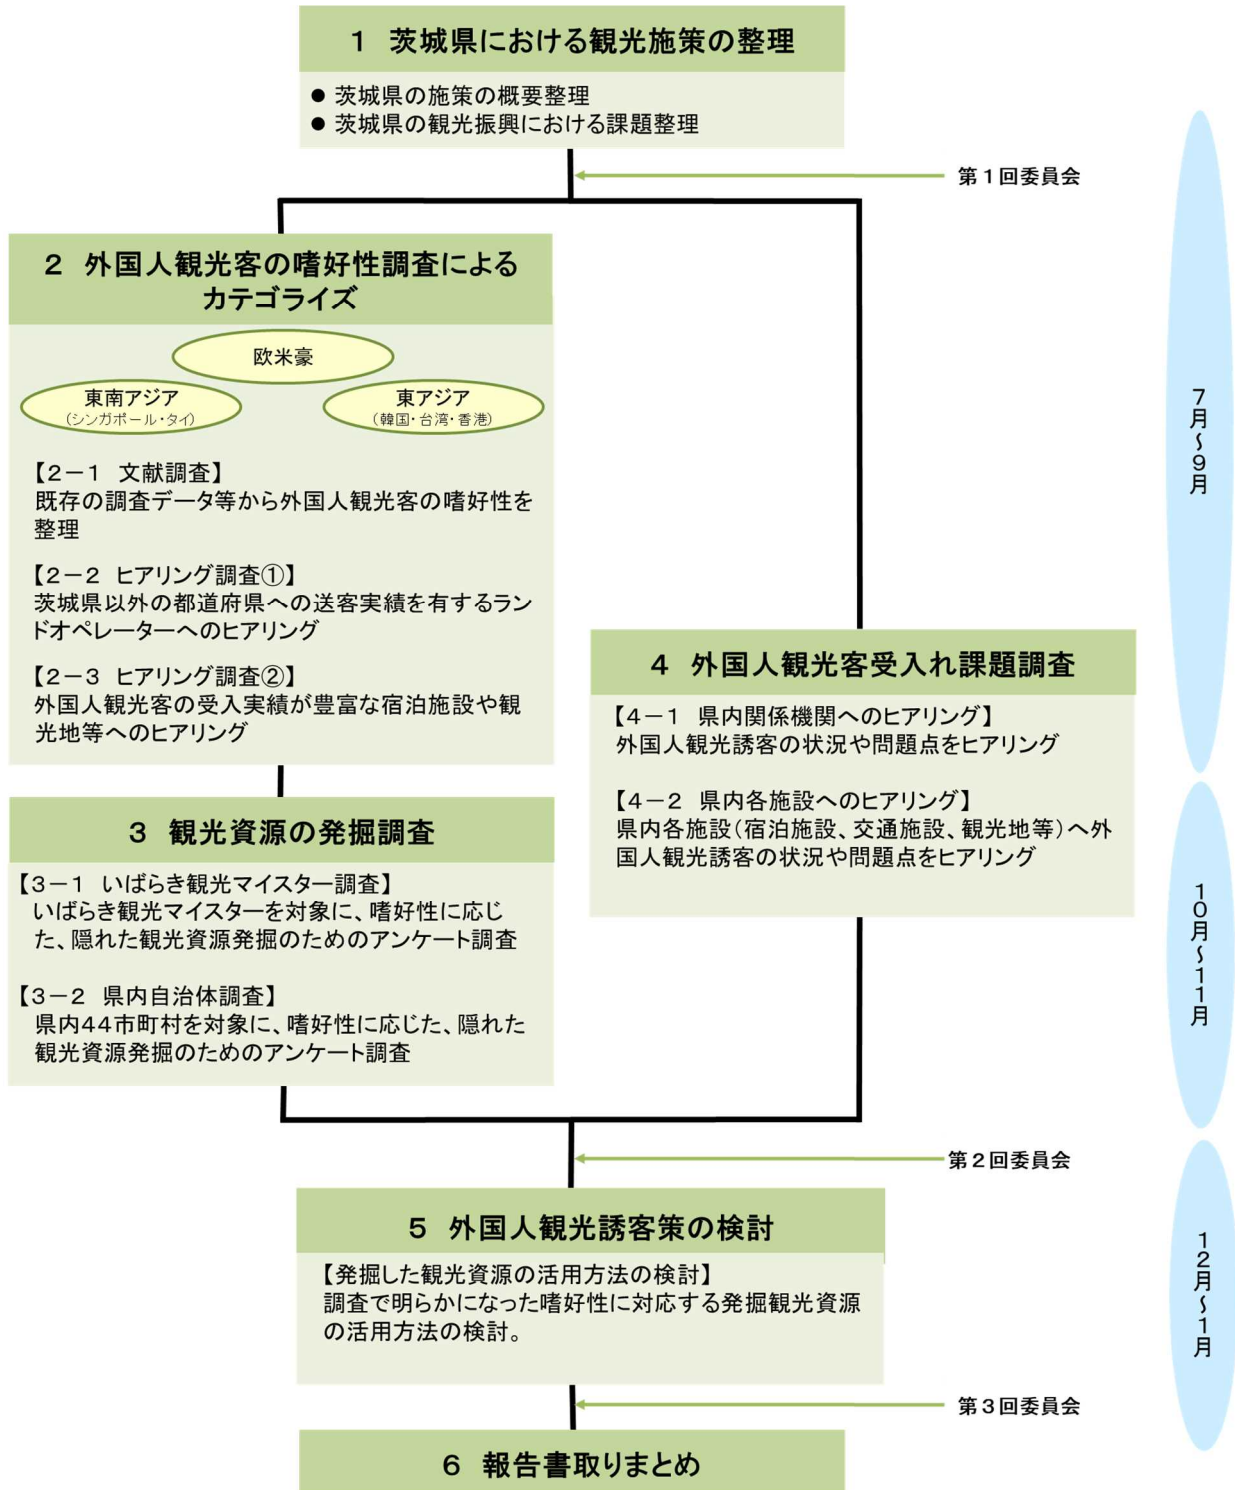 1 茨城県における観光施策の整理
● 茨城県の施策の概要整理
● 茨城県の観光振興における課題整理
第1回委員会
2 外国人観光客の嗜好性調査による
カテゴライズ
欧米豪
東南アジア
(シンガポール・タイ)
東アジア
(韓国・台湾・香港)
【2-1 文献調査】
既存の調査データ等から外国人観光客の嗜好性を
整理
【2-2 ヒアリング調査①】
茨城県以外の都道府県への送客実績を有するラン
ドオペレーターへのヒアリング
【2-3 ヒアリング調査②】
外国人観光客の受入実績が豊富な宿泊施設や観
光地等へのヒアリング
3 観光資源の発掘調査
【3-1 いばらき観光マイスター調査】
いばらき観光マイスターを対象に、嗜好性に応じ
た、隠れた観光資源発掘のためのアンケート調査
【3-2 県内自治体調査】
県内44市町村を対象に、嗜好性に応じた、隠れた
観光資源発掘のためのアンケート調査
4 外国人観光客受入れ課題調査
【4-1 県内関係機関へのヒアリング】
外国人観光誘客の状況や問題点をヒアリング
【4-2 県内各施設へのヒアリング】
県内各施設(宿泊施設、交通施設、観光地等)へ外
国人観光誘客の状況や問題点をヒアリング
第2回委員会
5 外国人観光誘客策の検討
【発掘した観光資源の活用方法の検討】
調査で明らかになった嗜好性に対応する発掘観光資源
の活用方法の検討。
第3回委員会
6 報告書取りまとめ
7月~9月
10月~11月
12月~1月